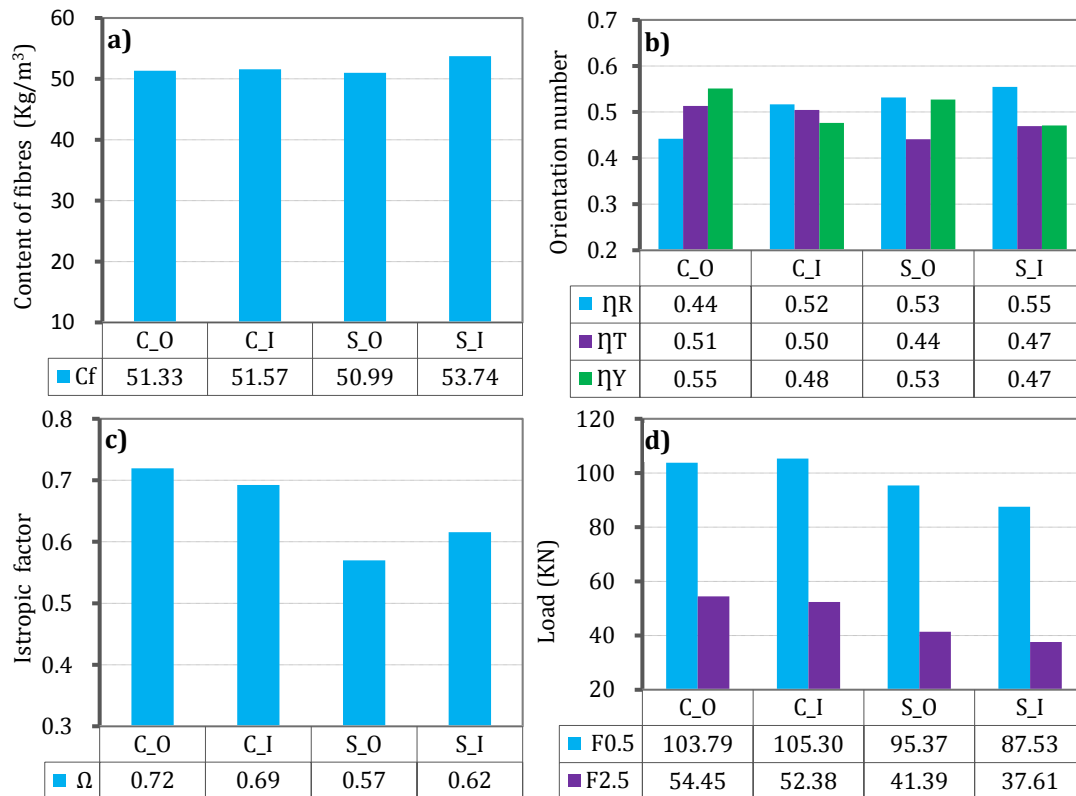 a)
Content of fibres (Kg/m³)
60
50
40
30
20
10
C_O C_I S_O S_I
Cf 51.33 51.57 50.99 53.74
b)
Orientation number
0.7
0.6
0.5
0.4
0.3
0.2
C_O C_I S_O S_I
ηR 0.44 0.52 0.53 0.55
ηT 0.51 0.50 0.44 0.47
ηY 0.55 0.48 0.53 0.47
c)
Istropic factor
0.8
0.7
0.6
0.5
0.4
0.3
C_O C_I S_O S_I
Ω 0.72 0.69 0.57 0.62
d)
Load (KN)
120
100
80
60
40
20
C_O C_I S_O S_I
F0.5 103.79 105.30 95.37 87.53
F2.5 54.45 52.38 41.39 37.61